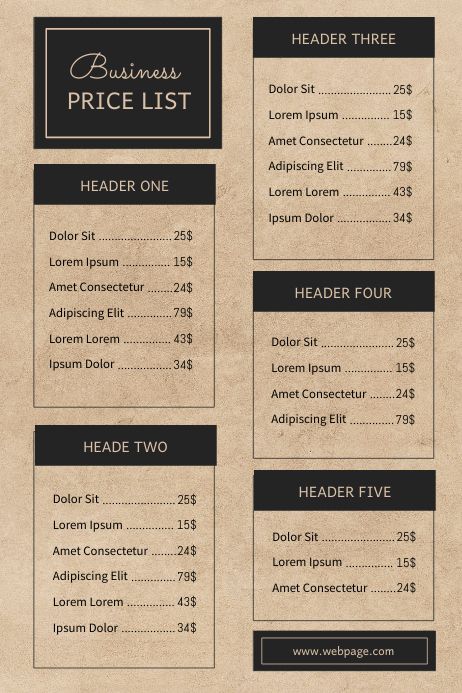 Business
PRICE LIST
HEADER ONE
Dolor Sit ...................... 25$
Lorem Ipsum ................ 15$
Amet Consectetur ........24$
Adipiscing Elit .............. 79$
Lorem Lorem ............... 43$
Ipsum Dolor ................. 34$
HEADE TWO
Dolor Sit ...................... 25$
Lorem Ipsum ................ 15$
Amet Consectetur ........24$
Adipiscing Elit .............. 79$
Lorem Lorem ............... 43$
Ipsum Dolor ................. 34$
HEADER THREE
Dolor Sit ...................... 25$
Lorem Ipsum ................ 15$
Amet Consectetur ........24$
Adipiscing Elit .............. 79$
Lorem Lorem ............... 43$
Ipsum Dolor ................. 34$
HEADER FOUR
Dolor Sit ...................... 25$
Lorem Ipsum ................ 15$
Amet Consectetur ........24$
Adipiscing Elit .............. 79$
HEADER FIVE
Dolor Sit ...................... 25$
Lorem Ipsum ................ 15$
Amet Consectetur ........24$
www.webpage.com